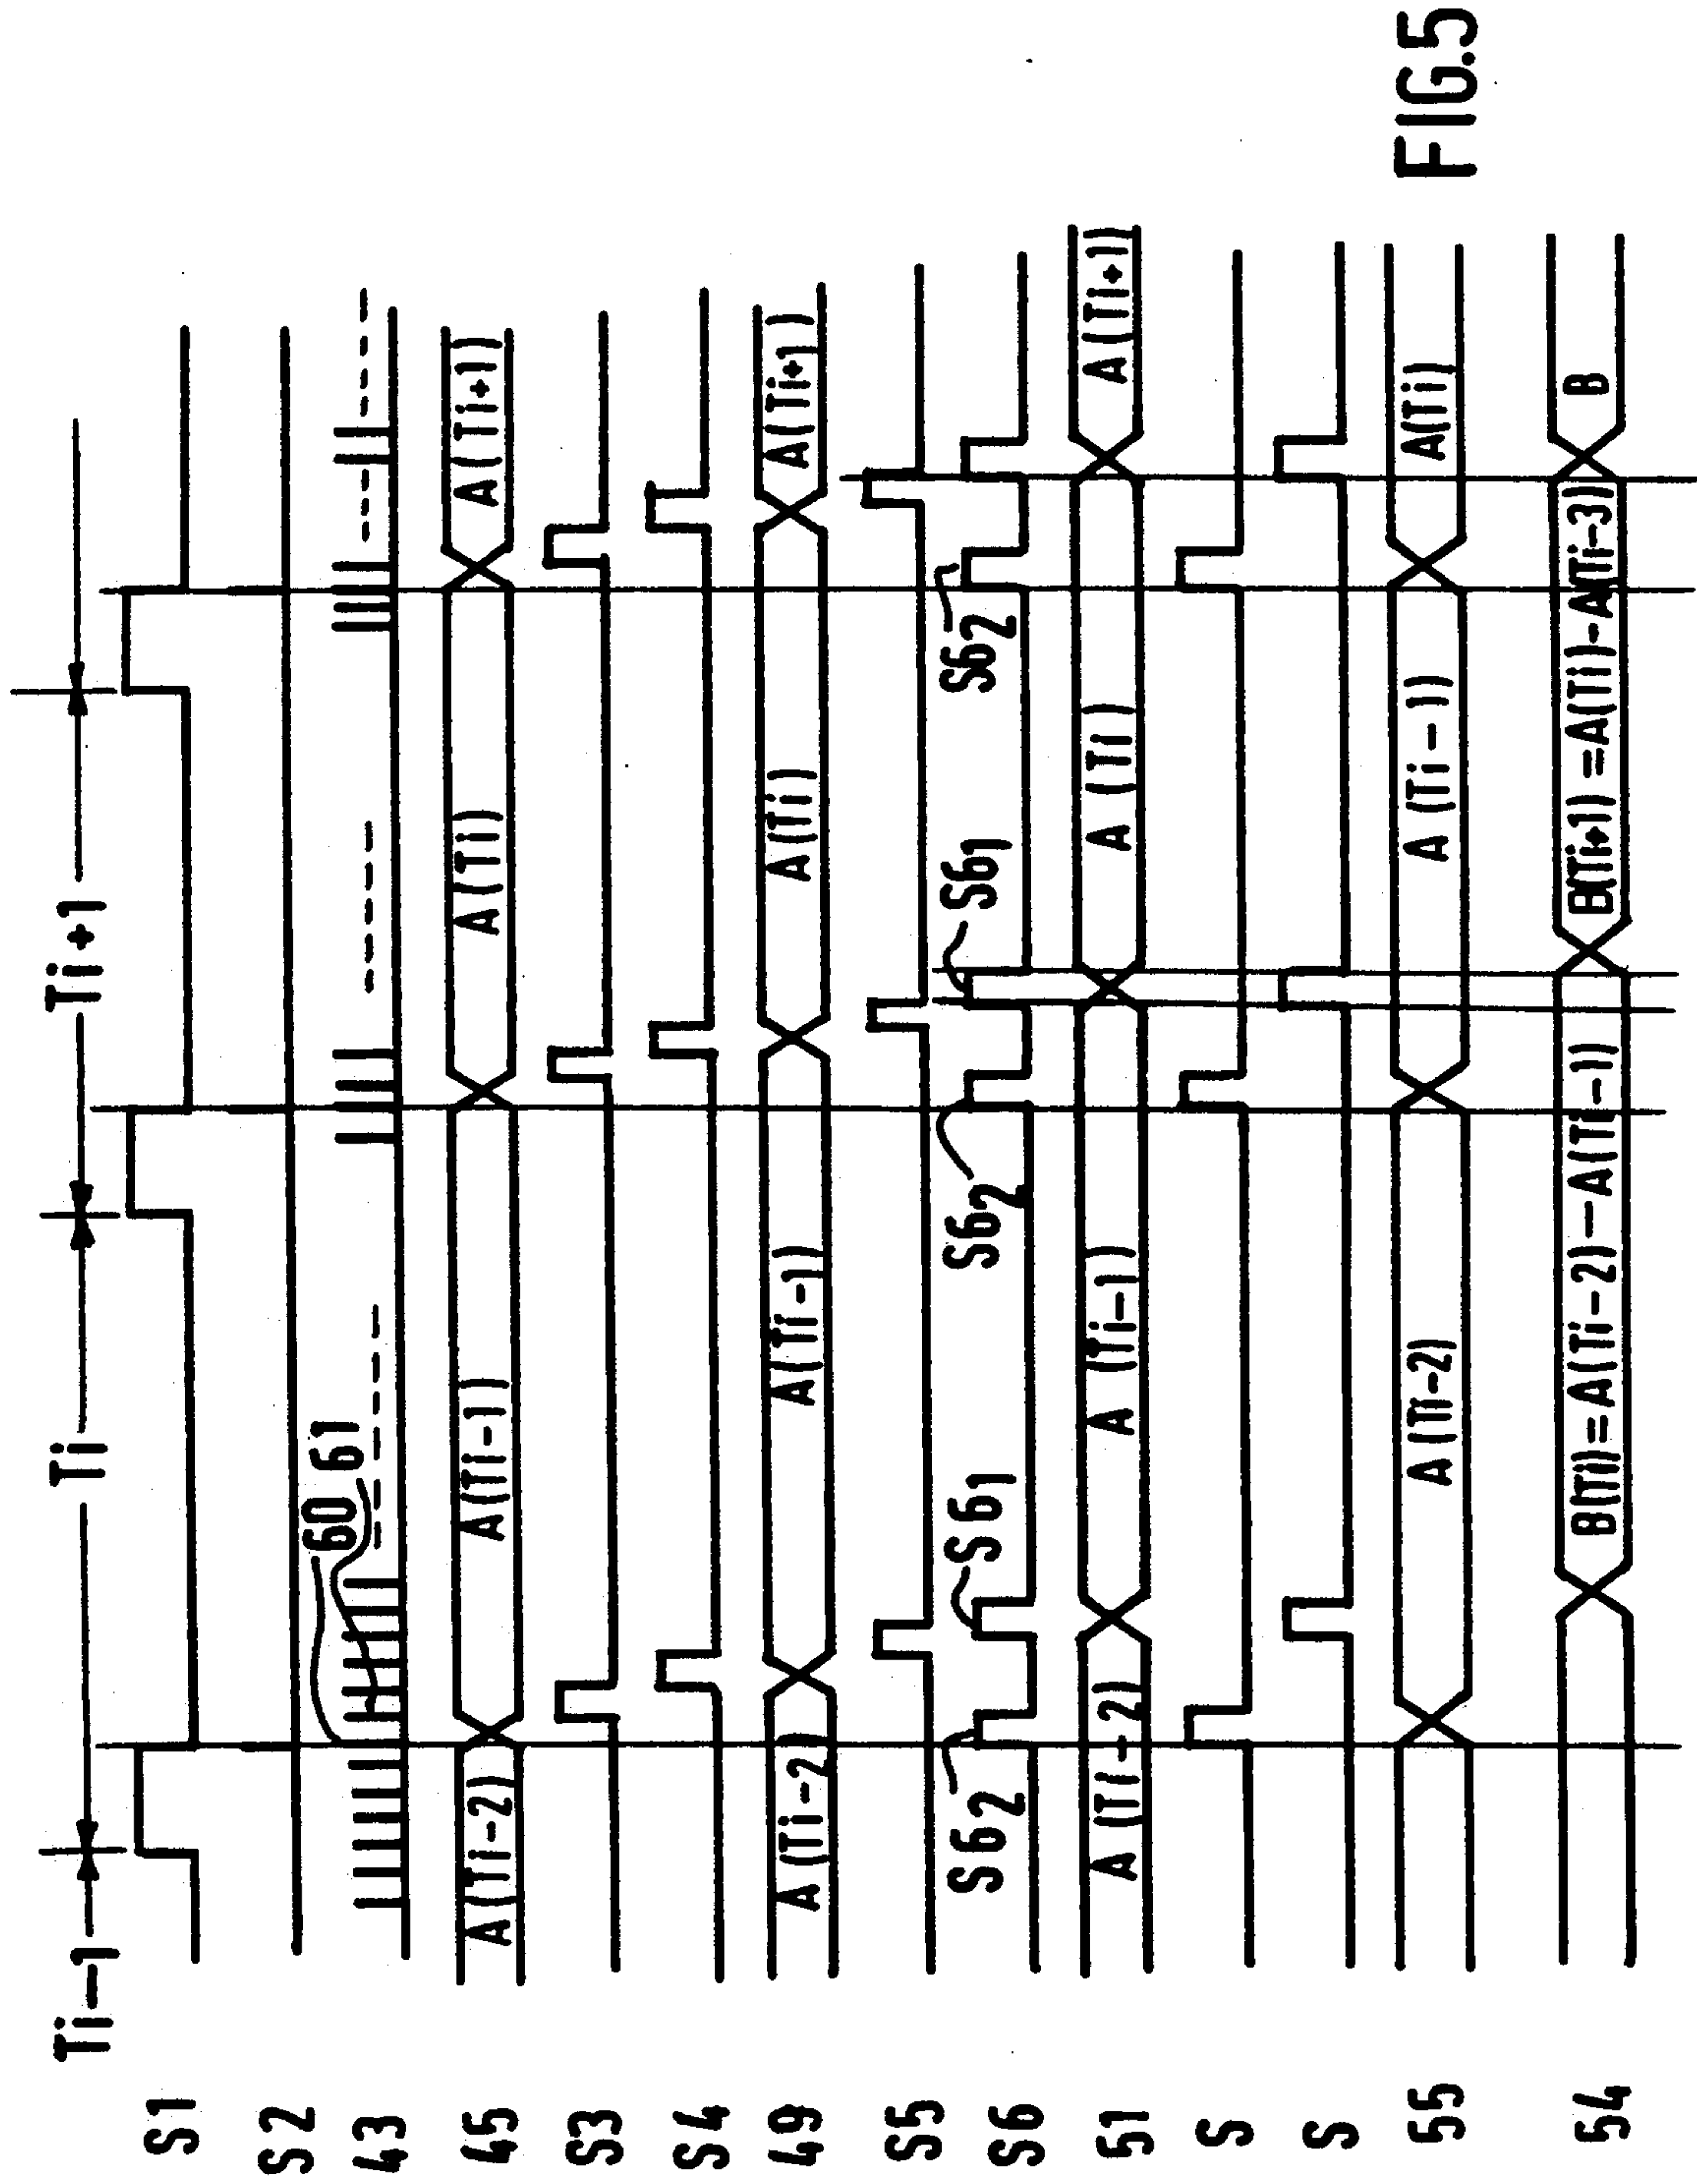 Ti-1 Ti Ti+1
S1
S2
43 60 61
45 A(Ti-2) A(Ti-1) A(Ti) A(Ti+1)
S3
S4
49 A(Ti-2) A(Ti-1) A(Ti) A(Ti+1)
S5
S6 S62 S61 S62 S61 S62
51 A(Ti-2) A(Ti-1) A(Ti) A(Ti+1)
S
S
55 A(Ti-2) A(Ti-1) A(Ti)
54 B(Ti)=A(Ti-2)-A(Ti-1) B(Ti+1)=A(Ti)-A(Ti-3) B
FIG.5